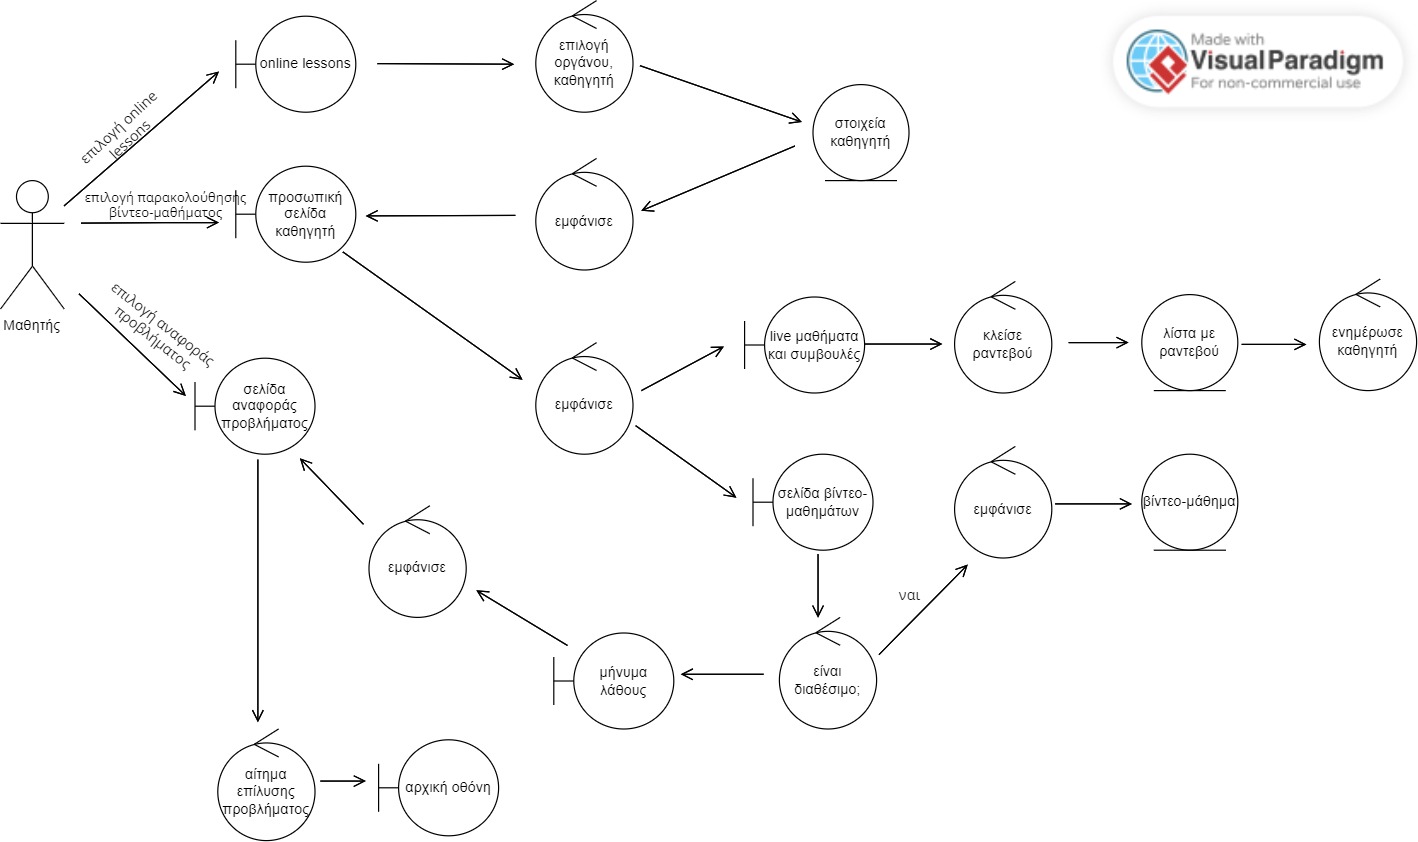 Made with
Visual Paradigm
For non-commercial use
online lessons
επιλογή
οργάνου,
καθηγητή
στοιχεία
καθηγητή
επιλογή online
lessons
επιλογή παρακολούθησης
βίντεο-μαθήματος
προσωπική
σελίδα
καθηγητή
εμφάνισε
Μαθητής
επιλογή αναφοράς
προβλήματος
σελίδα
αναφοράς
προβλήματος
εμφάνισε
live μαθήματα
και συμβουλές
κλείσε
ραντεβού
λίστα με
ραντεβού
ενημέρωσε
καθηγητή
σελίδα βίντεο-
μαθημάτων
εμφάνισε
βίντεο-μάθημα
εμφάνισε
ναι
μήνυμα
λάθους
είναι
διαθέσιμο;
αίτημα
επίλυσης
προβλήματος
αρχική οθόνη